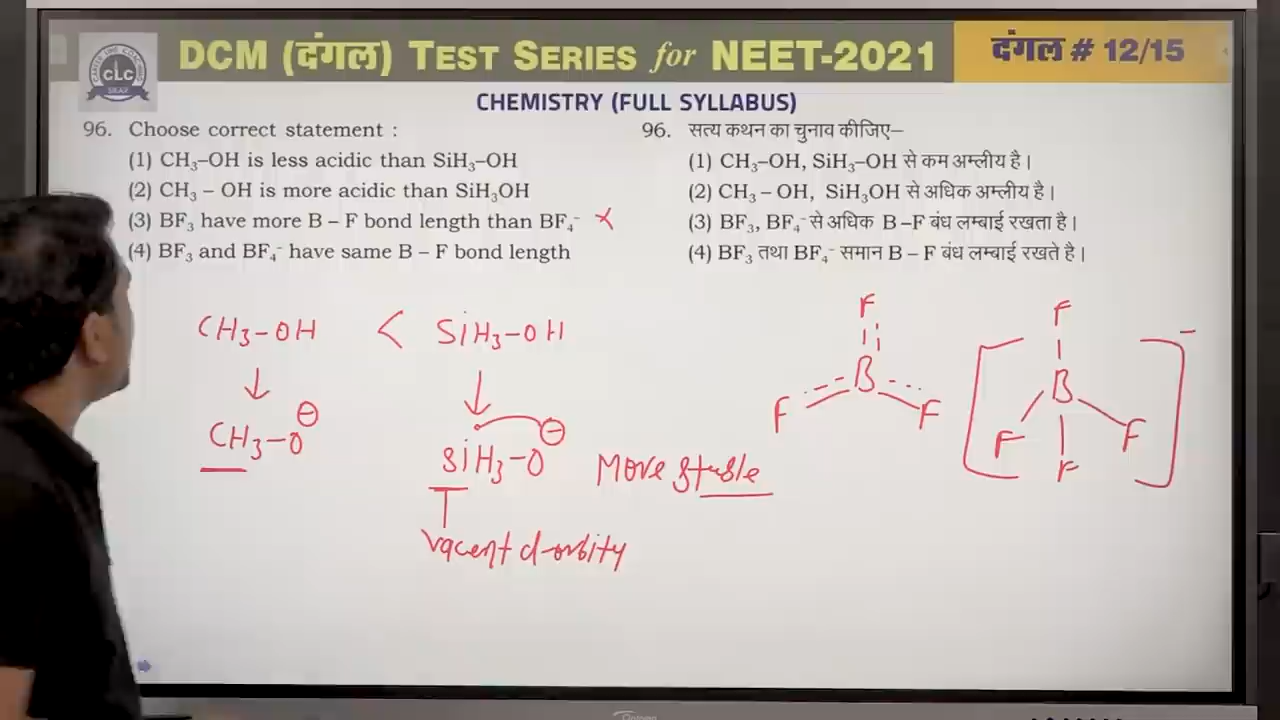 DCM (दंगल) TEST SERIES for NEET-2021
दंगल # 12/15
CLC
SIKAR
CHEMISTRY (FULL SYLLABUS)
96. Choose correct statement :
(1) CH₃–OH is less acidic than SiH₃–OH
(2) CH₃ – OH is more acidic than SiH₃OH
(3) BF₃ have more B – F bond length than BF₄⁻ ×
(4) BF₃ and BF₄⁻ have same B – F bond length
96. सत्य कथन का चुनाव कीजिए–
(1) CH₃–OH, SiH₃–OH से कम अम्लीय है।
(2) CH₃ – OH, SiH₃OH से अधिक अम्लीय है।
(3) BF₃, BF₄⁻ से अधिक B –F बंध लम्बाई रखता है।
(4) BF₃ तथा BF₄⁻ समान B – F बंध लम्बाई रखते है।
CH₃-OH < SiH₃-OH
CH₃-O⊖
SiH₃-O⊖ More stable
Vacent d-orbity
F
B
F F
F
B
F F
F
–